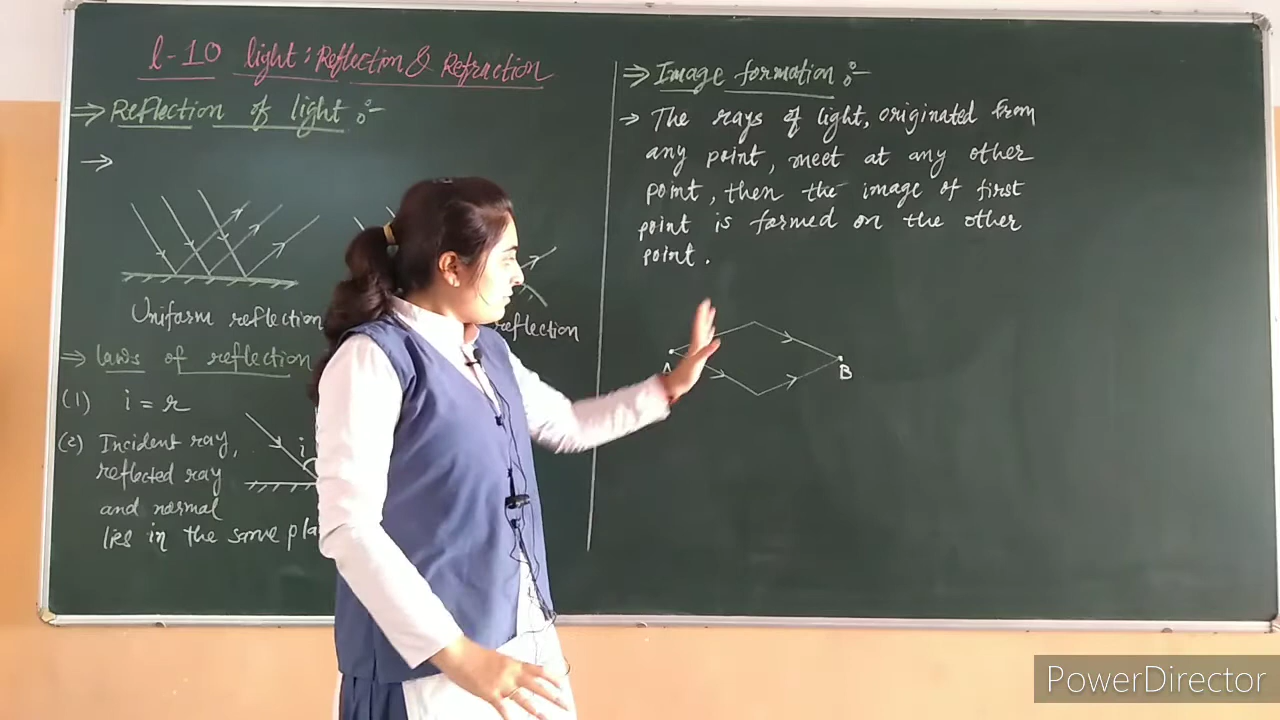 l-10 light : Reflection & Refraction
⇒ Reflection of light :-
→
Uniform reflection
reflection
⇒ laws of reflection
(1) i = r
(2) Incident ray,
reflected ray
and normal
lies in the same pla
i
⇒ Image formation :-
→ The rays of light, originated from
any point, meet at any other
point, then the image of first
point is formed on the other
point.
A
B
PowerDirector